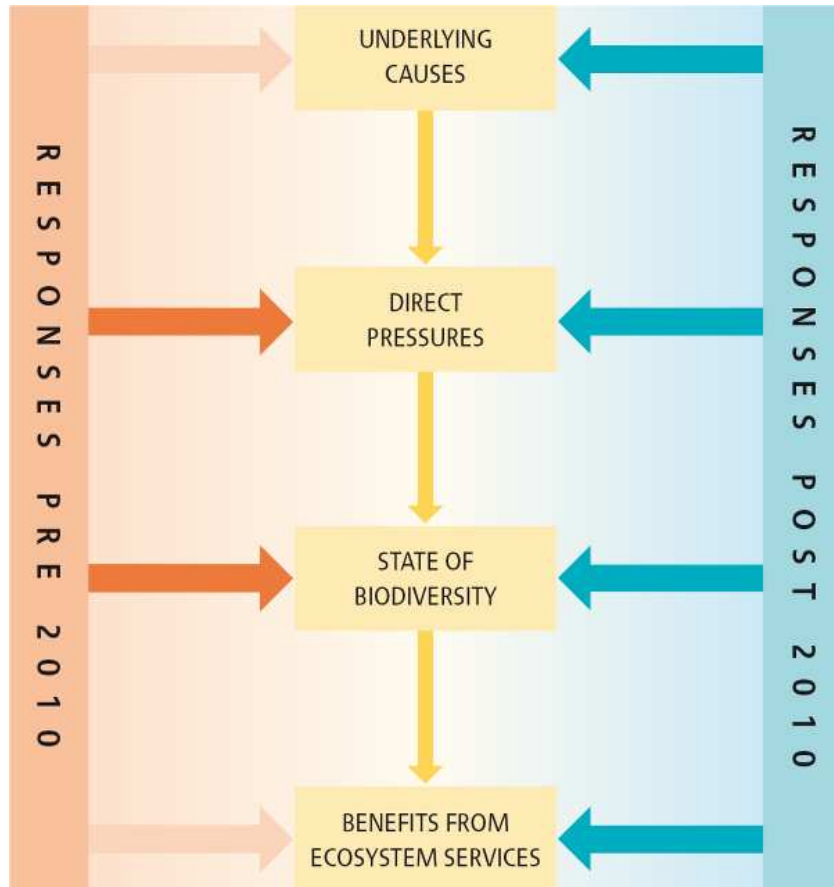 RESPONSES PRE 2010
UNDERLYING
CAUSES
DIRECT
PRESSURES
STATE OF
BIODIVERSITY
BENEFITS FROM
ECOSYSTEM SERVICES
RESPONSES POST 2010